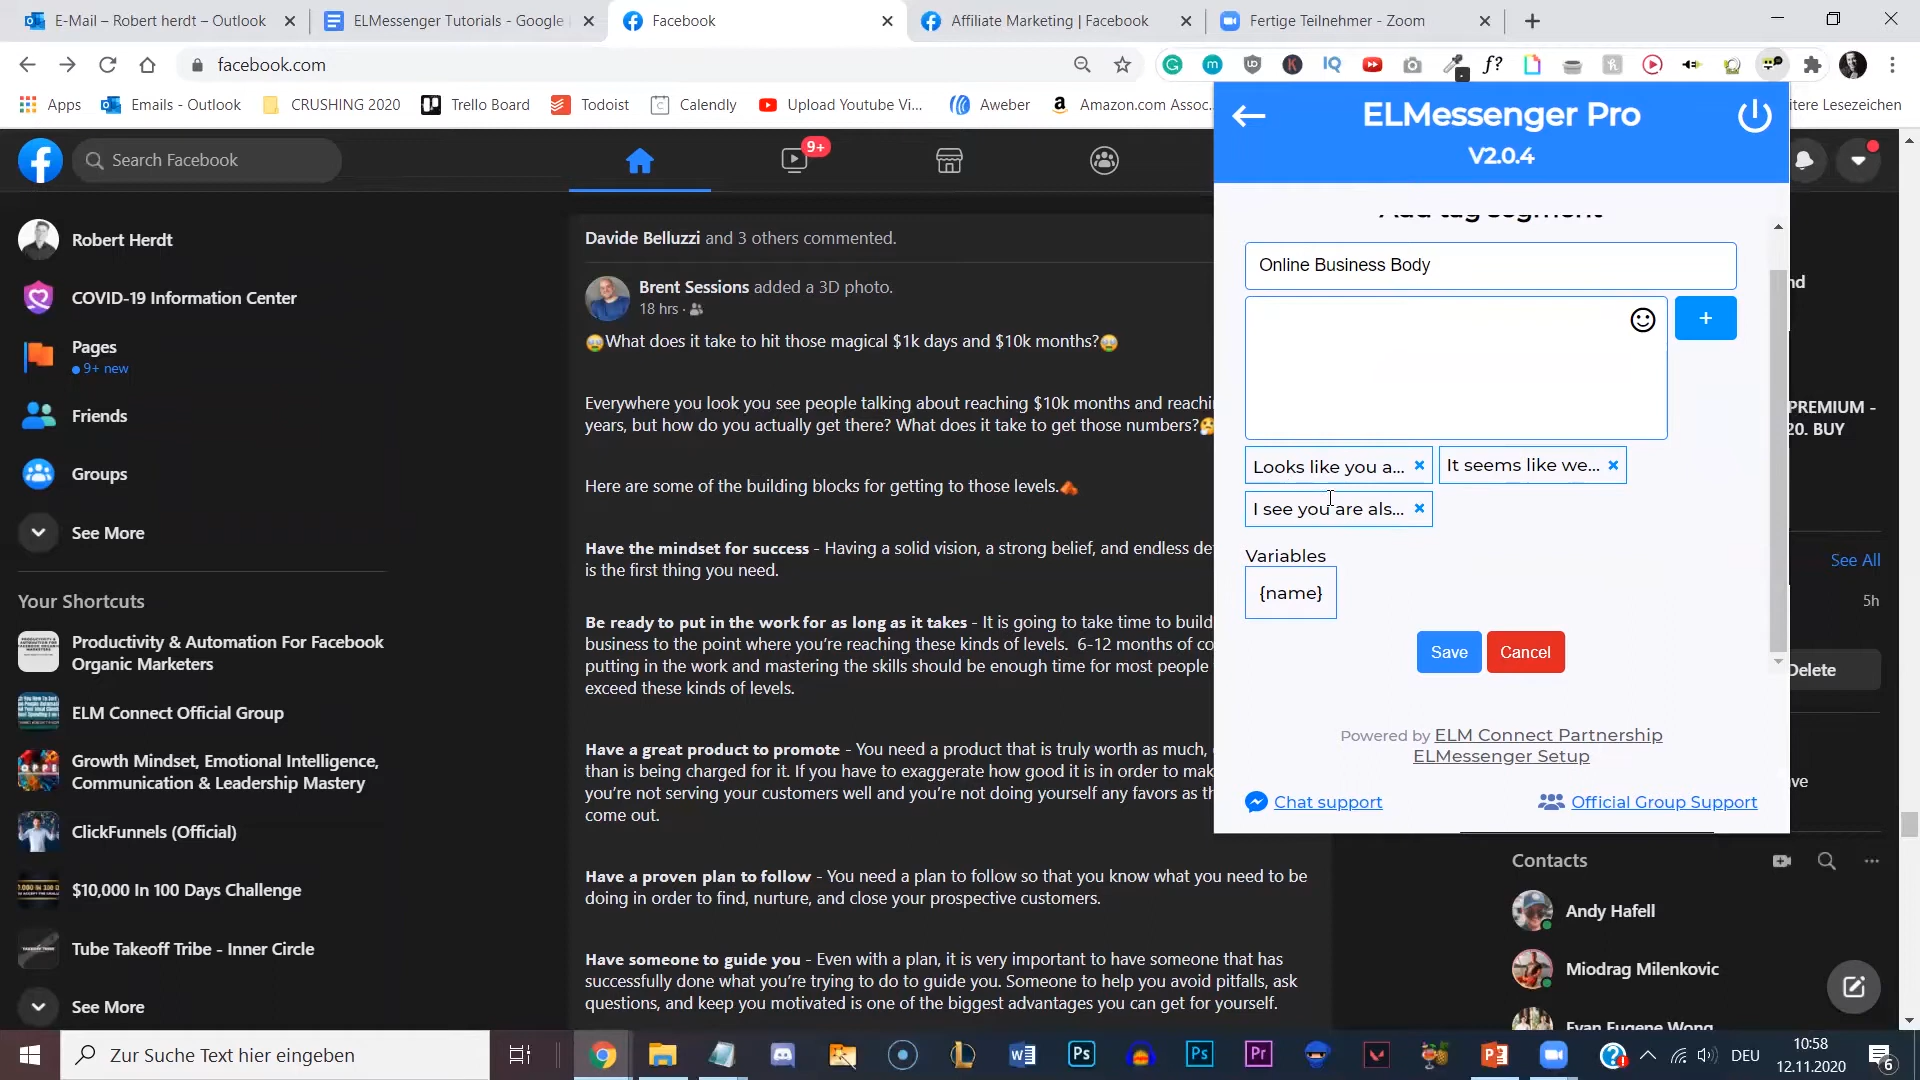 E-Mail – Robert herdt – Outlook
ELMessenger Tutorials - Google
Facebook
Affiliate Marketing | Facebook
Fertige Teilnehmer - Zoom
facebook.com
Apps
Emails - Outlook
CRUSHING 2020
Trello Board
Todoist
Calendly
Upload Youtube Vi...
Aweber
Amazon.com Assoc...
itere Lesezeichen
Search Facebook
9+
Robert Herdt
COVID-19 Information Center
Pages
9+ new
Friends
Groups
See More
Your Shortcuts
Productivity & Automation For Facebook
Organic Marketers
ELM Connect Official Group
Growth Mindset, Emotional Intelligence,
Communication & Leadership Mastery
ClickFunnels (Official)
$10,000 In 100 Days Challenge
Tube Takeoff Tribe - Inner Circle
See More
Davide Belluzzi and 3 others commented.
Brent Sessions added a 3D photo.
18 hrs ·
What does it take to hit those magical $1k days and $10k months?
Everywhere you look you see people talking about reaching $10k months and reachi
years, but how do you actually get there? What does it take to get those numbers?
Here are some of the building blocks for getting to those levels.
Have the mindset for success - Having a solid vision, a strong belief, and endless de
is the first thing you need.
Be ready to put in the work for as long as it takes - It is going to take time to build
business to the point where you’re reaching these kinds of levels. 6-12 months of co
putting in the work and mastering the skills should be enough time for most people
exceed these kinds of levels.
Have a great product to promote - You need a product that is truly worth as much,
than is being charged for it. If you have to exaggerate how good it is in order to mak
you’re not serving your customers well and you’re not doing yourself any favors as th
come out.
Have a proven plan to follow - You need a plan to follow so that you know what you need to be
doing in order to find, nurture, and close your prospective customers.
Have someone to guide you - Even with a plan, it is very important to have someone that has
successfully done what you’re trying to do to guide you. Someone to help you avoid pitfalls, ask
questions, and keep you motivated is one of the biggest advantages you can get for yourself.
ELMessenger Pro
V2.0.4
Add tag segment
Online Business Body
+
Looks like you a... ×
It seems like we... ×
I see you are als... ×
Variables
{name}
Save
Cancel
Powered by ELM Connect Partnership
ELMessenger Setup
Chat support
Official Group Support
nd
PREMIUM -
20. BUY
See All
5h
Delete
ve
Contacts
Andy Hafell
Miodrag Milenkovic
Evan Eugene Wong
Zur Suche Text hier eingeben
DEU
10:58
12.11.2020
6